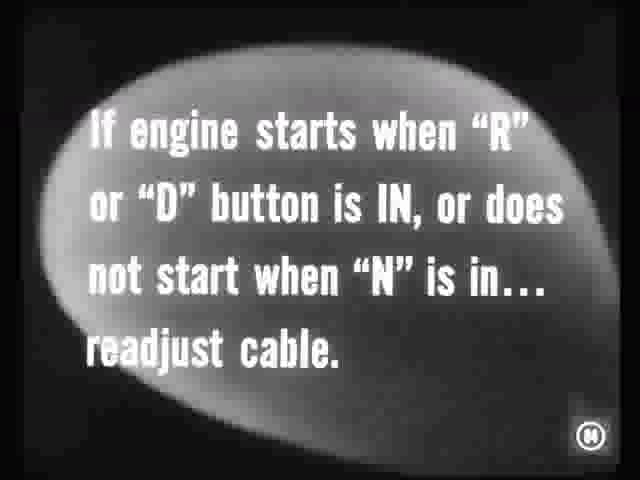 If engine starts when “R”
or “D” button is IN, or does
not start when “N” is in...
readjust cable.